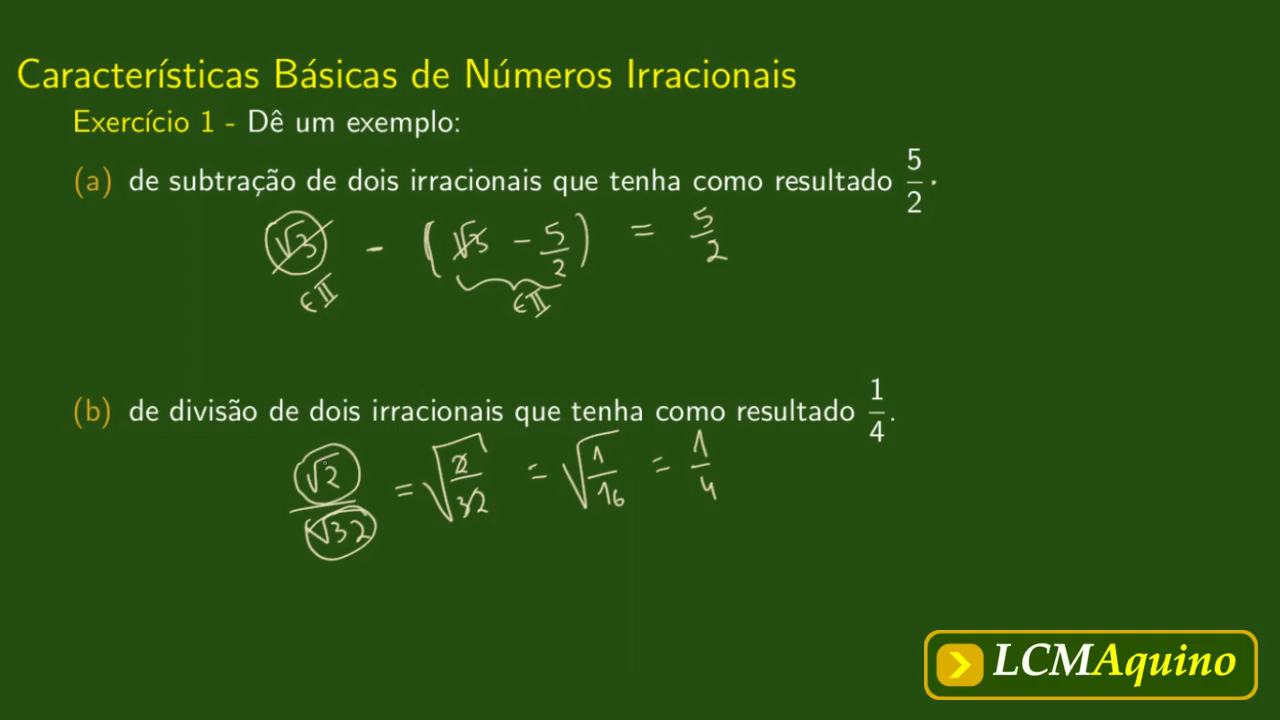 Características Básicas de Números Irracionais
Exercício 1 - Dê um exemplo:
(a) de subtração de dois irracionais que tenha como resultado 5/2.
√3 - (√3 - 5/2) = 5/2
∈𝕀 ∈𝕀
(b) de divisão de dois irracionais que tenha como resultado 1/4.
√2/√32 = √(2/32) = √(1/16) = 1/4
LCMAquino